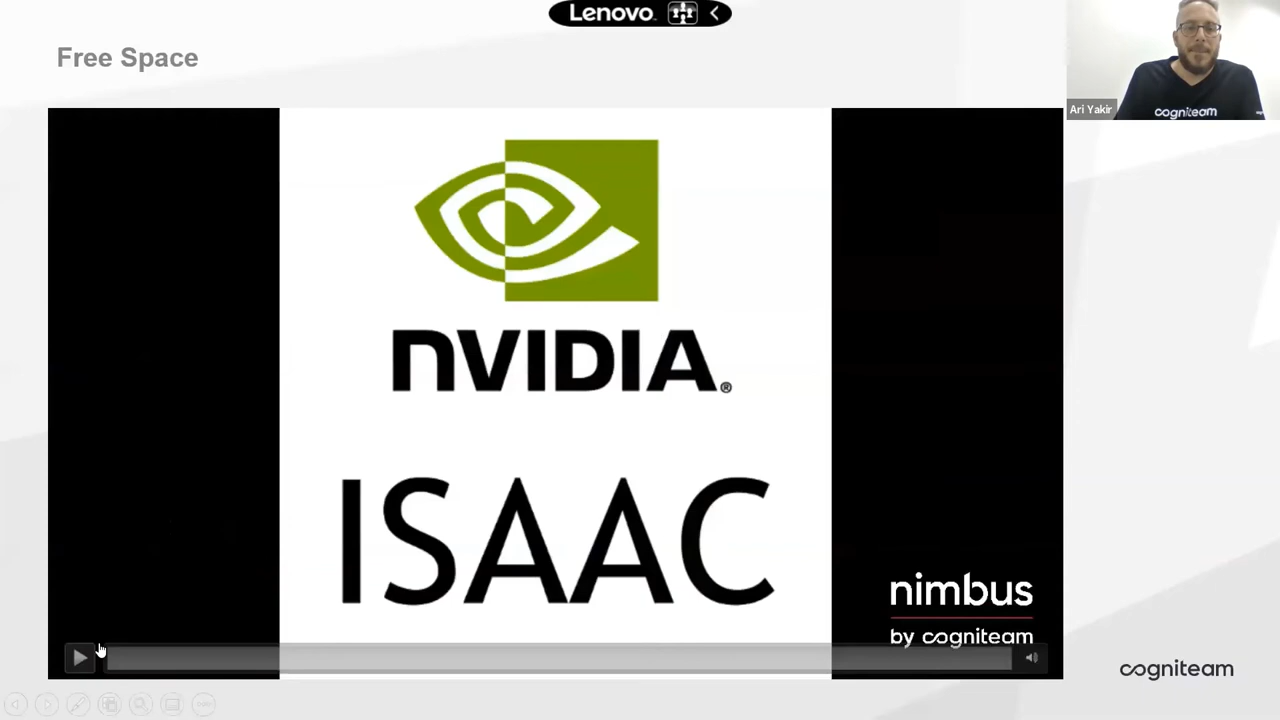 Lenovo
Free Space
Ari Yakir
cogniteam
nVIDIA®
ISAAC
nimbus
by cogniteam
cogniteam